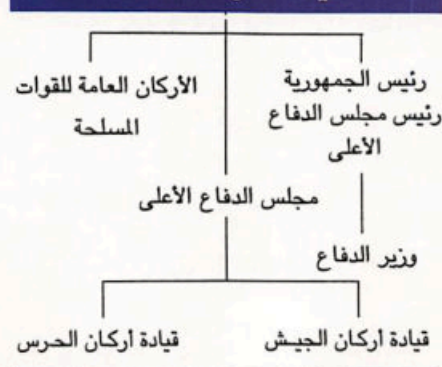 رئيس الجمهورية
رئيس مجلس الدفاع
الأعلى
الأركان العامة للقوات
المسلحة
مجلس الدفاع الأعلى
وزير الدفاع
قيادة أركان الجيش
قيادة أركان الحرس